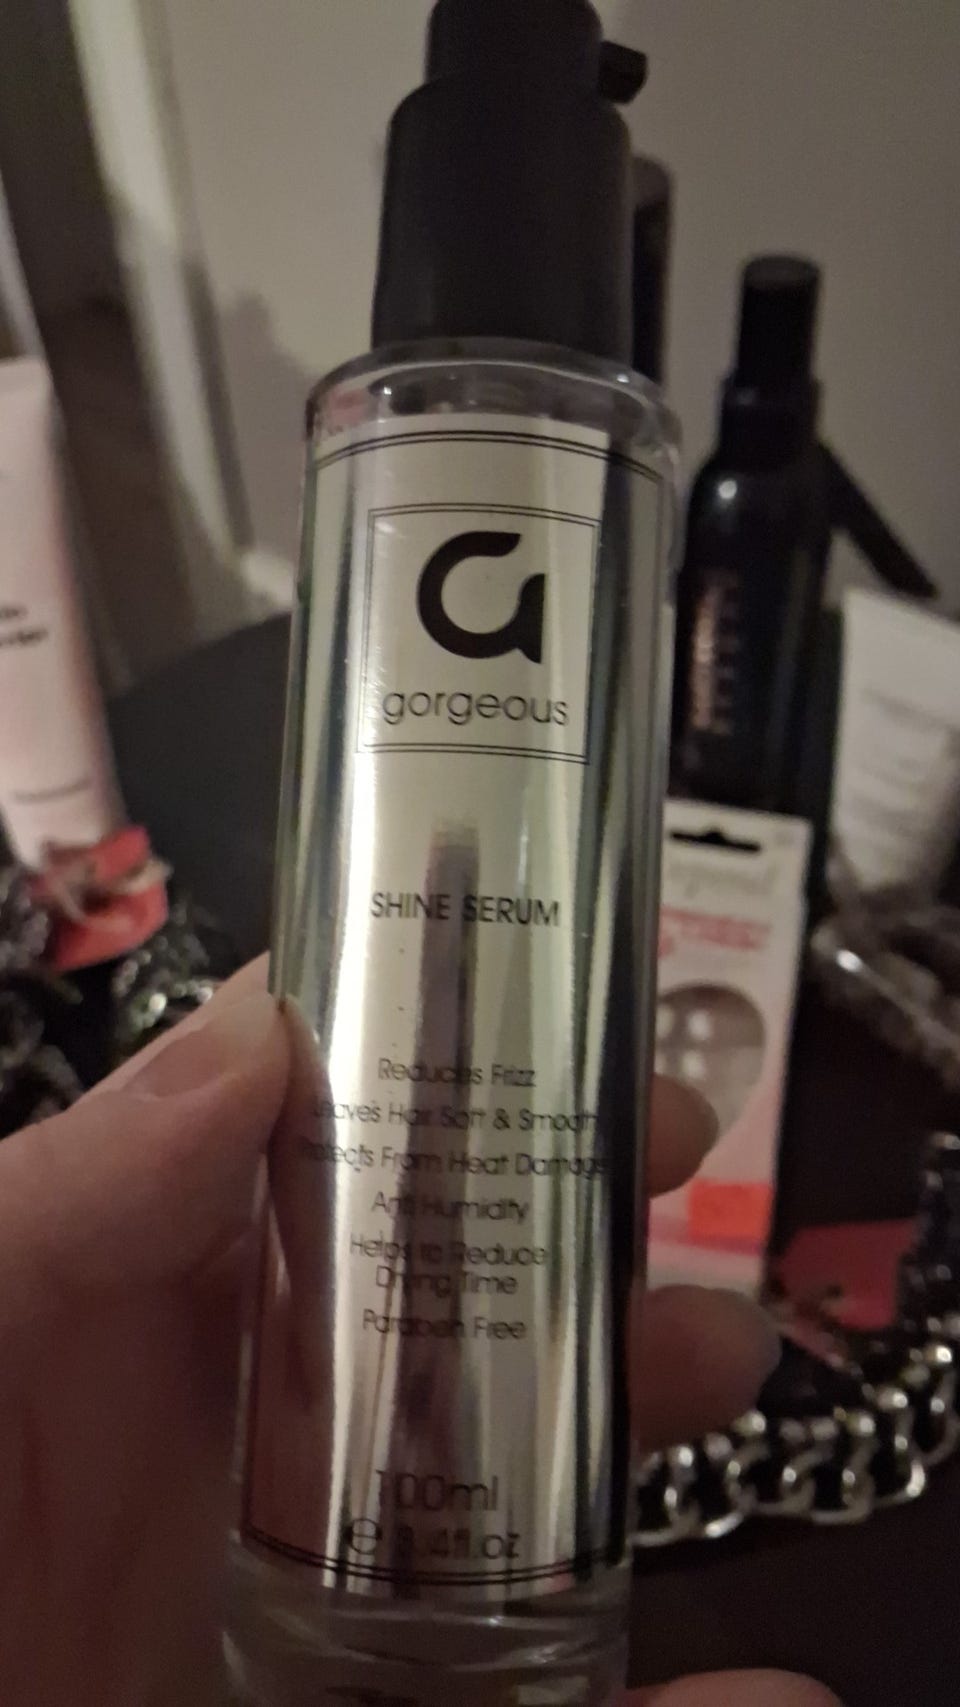 gorgeous
SHINE SERUM
Reduces Frizz
Leaves Hair Soft & Smooth
Protects From Heat Damage
Anti Humidity
Helps to Reduce
Drying Time
Paraben Free
100ml
e 3.4fl.oz